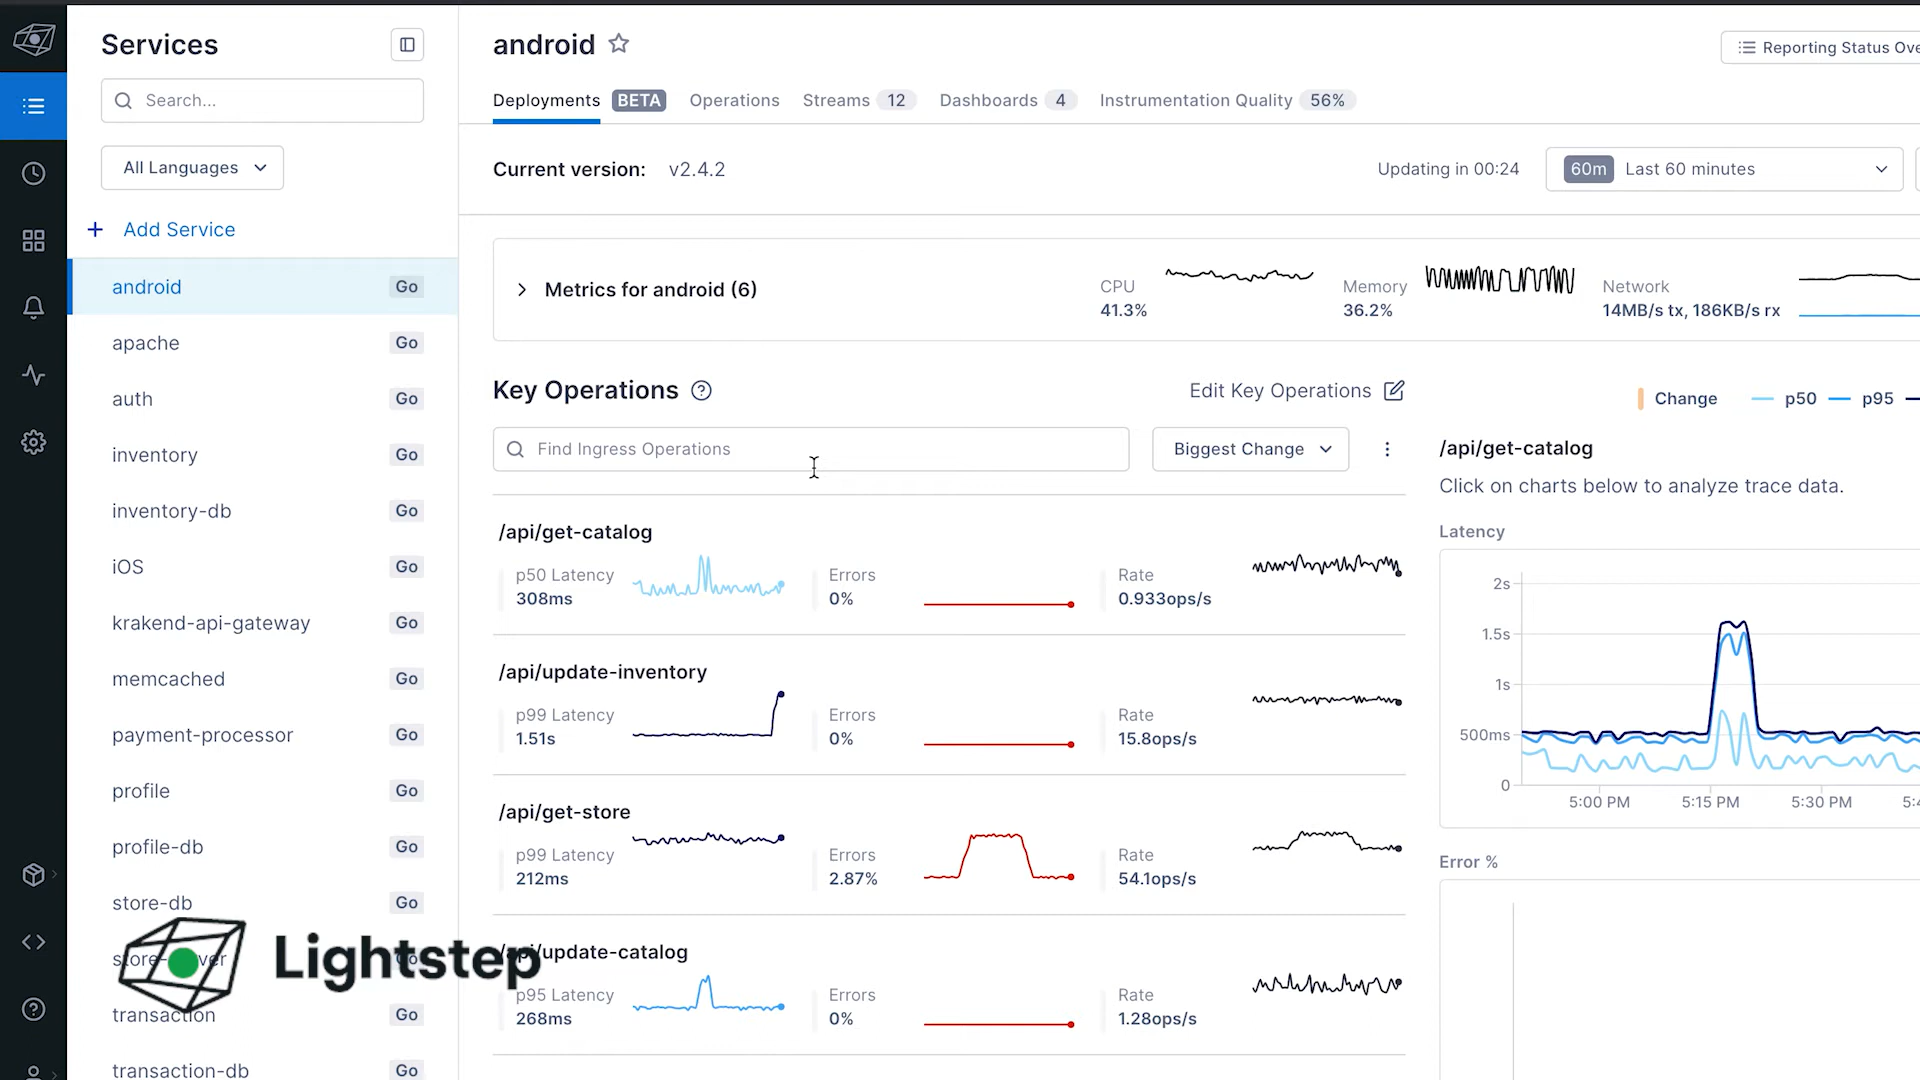 Services
Search...
All Languages
+ Add Service
android Go
apache Go
auth Go
inventory Go
inventory-db Go
iOS Go
krakend-api-gateway Go
memcached Go
payment-processor Go
profile Go
profile-db Go
store-db Go
Lightstep
transaction Go
transaction-db Go
android
Reporting Status Ove
Deployments BETA Operations Streams 12 Dashboards 4 Instrumentation Quality 56%
Current version: v2.4.2
Updating in 00:24
60m Last 60 minutes
Metrics for android (6)
CPU
41.3%
Memory
36.2%
Network
14MB/s tx, 186KB/s rx
Key Operations
Edit Key Operations
Find Ingress Operations
Biggest Change
/api/get-catalog
p50 Latency
308ms
Errors
0%
Rate
0.933ops/s
/api/update-inventory
p99 Latency
1.51s
Errors
0%
Rate
15.8ops/s
/api/get-store
p99 Latency
212ms
Errors
2.87%
Rate
54.1ops/s
/api/update-catalog
p95 Latency
268ms
Errors
0%
Rate
1.28ops/s
Change p50 p95
/api/get-catalog
Click on charts below to analyze trace data.
Latency
2s
1.5s
1s
500ms
0
5:00 PM 5:15 PM 5:30 PM
Error %